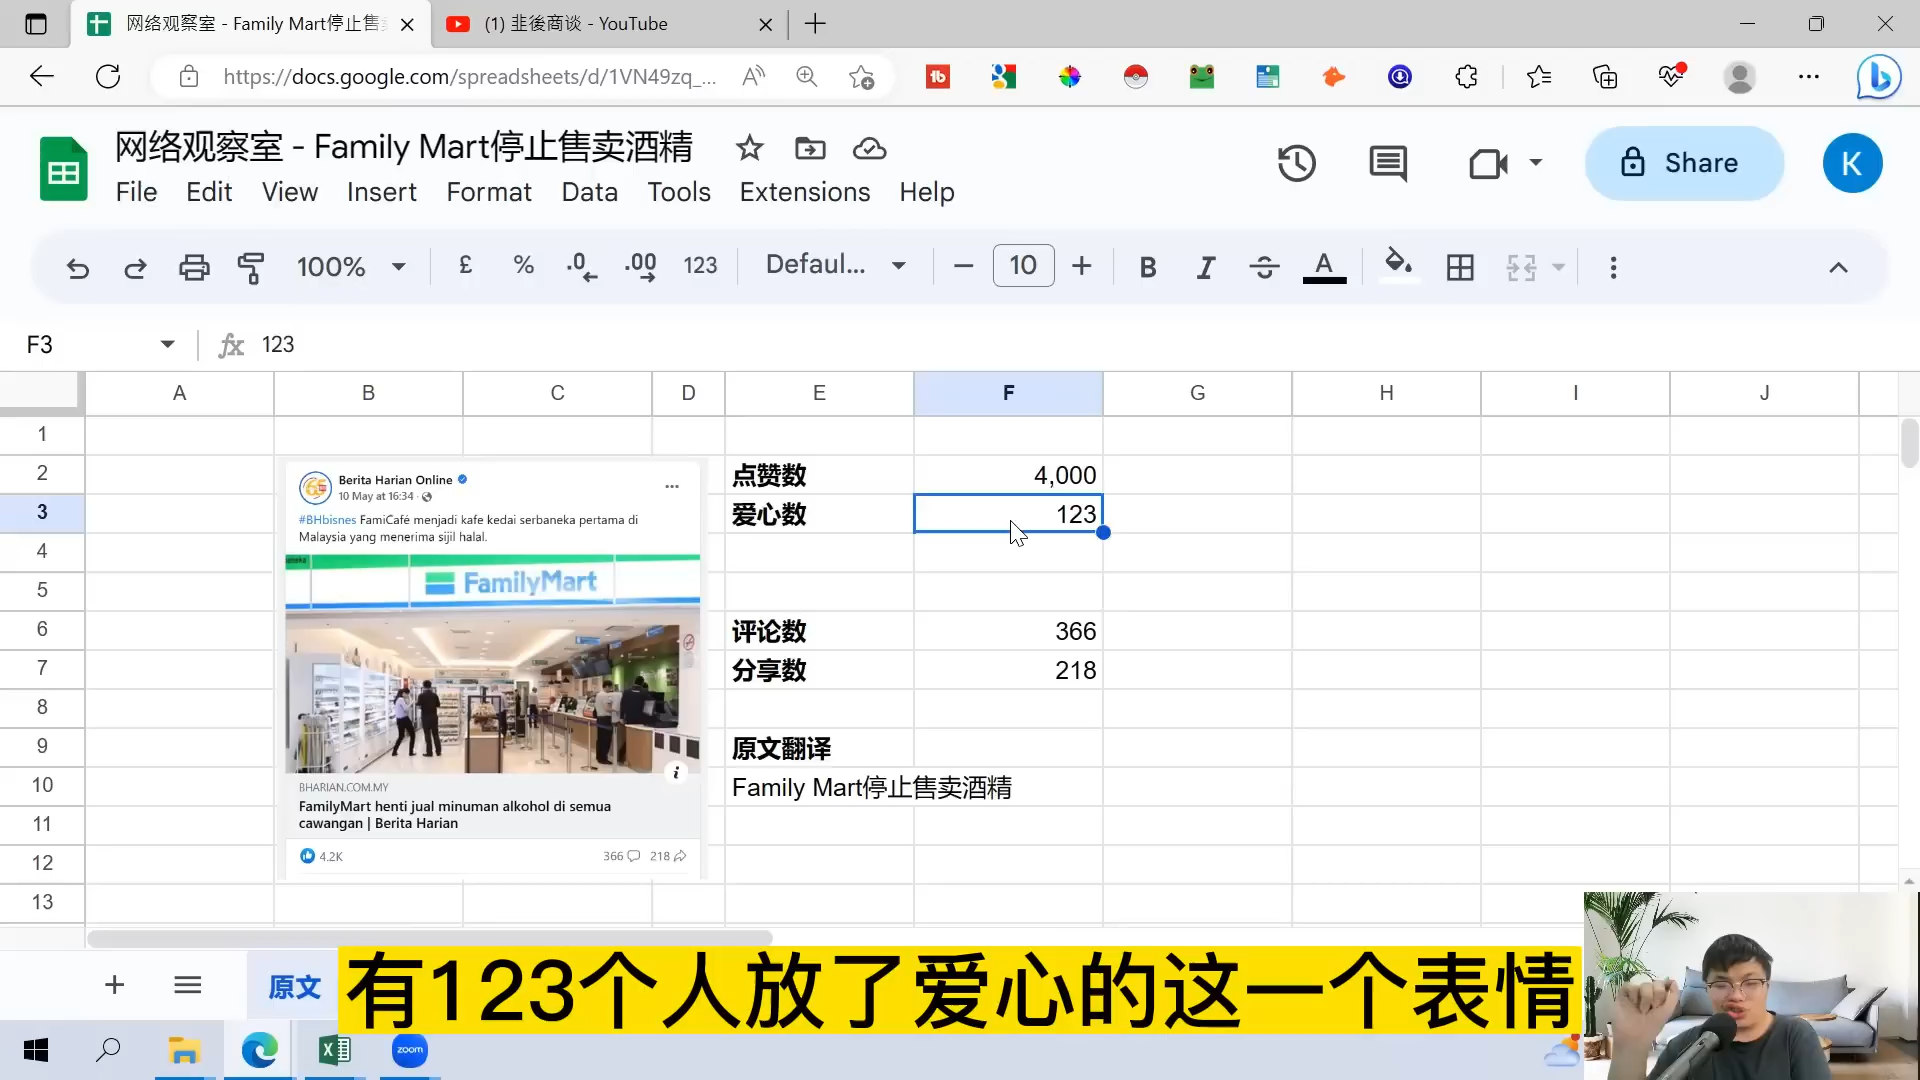 网络观察室 - Family Mart停止售
(1) 韭後商谈 - YouTube
https://docs.google.com/spreadsheets/d/1VN49zq_...
网络观察室 - Family Mart停止售卖酒精
File Edit View Insert Format Data Tools Extensions Help
Share
K
100% £ % .0 .00 123 Defaul... 10 B I A
F3 fx 123
A B C D E F G H I J
1
2 点赞数 4,000
3 爱心数 123
4
5
6 评论数 366
7 分享数 218
8
9 原文翻译
10 Family Mart停止售卖酒精
11
12
13
Berita Harian Online
10 May at 16:34
#BHbisnes FamiCafé menjadi kafe kedai serbaneka pertama di
Malaysia yang menerima sijil halal.
FamilyMart
BHARIAN.COM.MY
FamilyMart henti jual minuman alkohol di semua
cawangan | Berita Harian
4.2K 366 218
原文
有123个人放了爱心的这一个表情
zoom